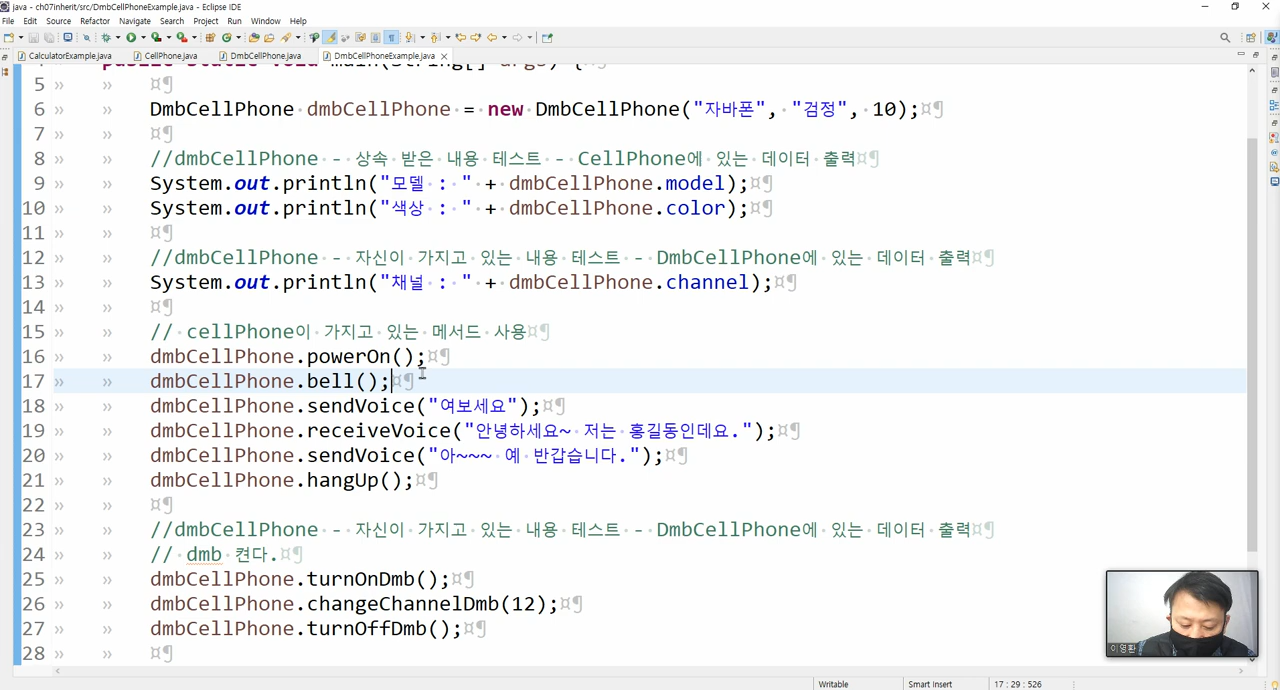 java - ch07inherit/src/DmbCellPhoneExample.java - Eclipse IDE
File Edit Source Refactor Navigate Search Project Run Window Help
CalculatorExample.java CellPhone.java DmbCellPhone.java DmbCellPhoneExample.java
public static void main(String[] args) {
5
6 DmbCellPhone dmbCellPhone = new DmbCellPhone("자바폰", "검정", 10);
7
8 //dmbCellPhone - 상속 받은 내용 테스트 - CellPhone에 있는 데이터 출력
9 System.out.println("모델 : " + dmbCellPhone.model);
10 System.out.println("색상 : " + dmbCellPhone.color);
11
12 //dmbCellPhone - 자신이 가지고 있는 내용 테스트 - DmbCellPhone에 있는 데이터 출력
13 System.out.println("채널 : " + dmbCellPhone.channel);
14
15 // cellPhone이 가지고 있는 메서드 사용
16 dmbCellPhone.powerOn();
17 dmbCellPhone.bell();
18 dmbCellPhone.sendVoice("여보세요");
19 dmbCellPhone.receiveVoice("안녕하세요~ 저는 홍길동인데요.");
20 dmbCellPhone.sendVoice("아~~~ 예 반갑습니다.");
21 dmbCellPhone.hangUp();
22
23 //dmbCellPhone - 자신이 가지고 있는 내용 테스트 - DmbCellPhone에 있는 데이터 출력
24 // dmb 켠다.
25 dmbCellPhone.turnOnDmb();
26 dmbCellPhone.changeChannelDmb(12);
27 dmbCellPhone.turnOffDmb();
28
이영환
Writable Smart Insert 17 : 29 : 526